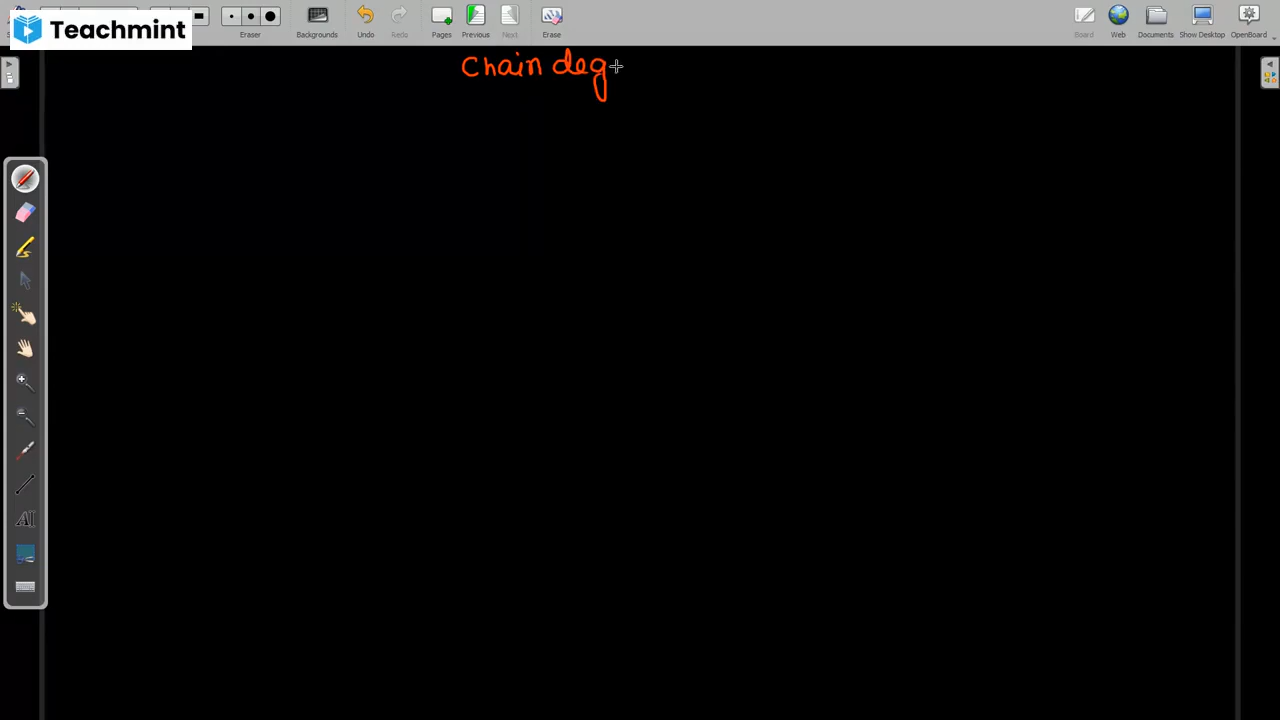 Teachmint
Eraser
Backgrounds
Undo
Redo
Pages
Previous
Next
Erase
Board
Web
Documents
Show Desktop
OpenBoard
Chain deg